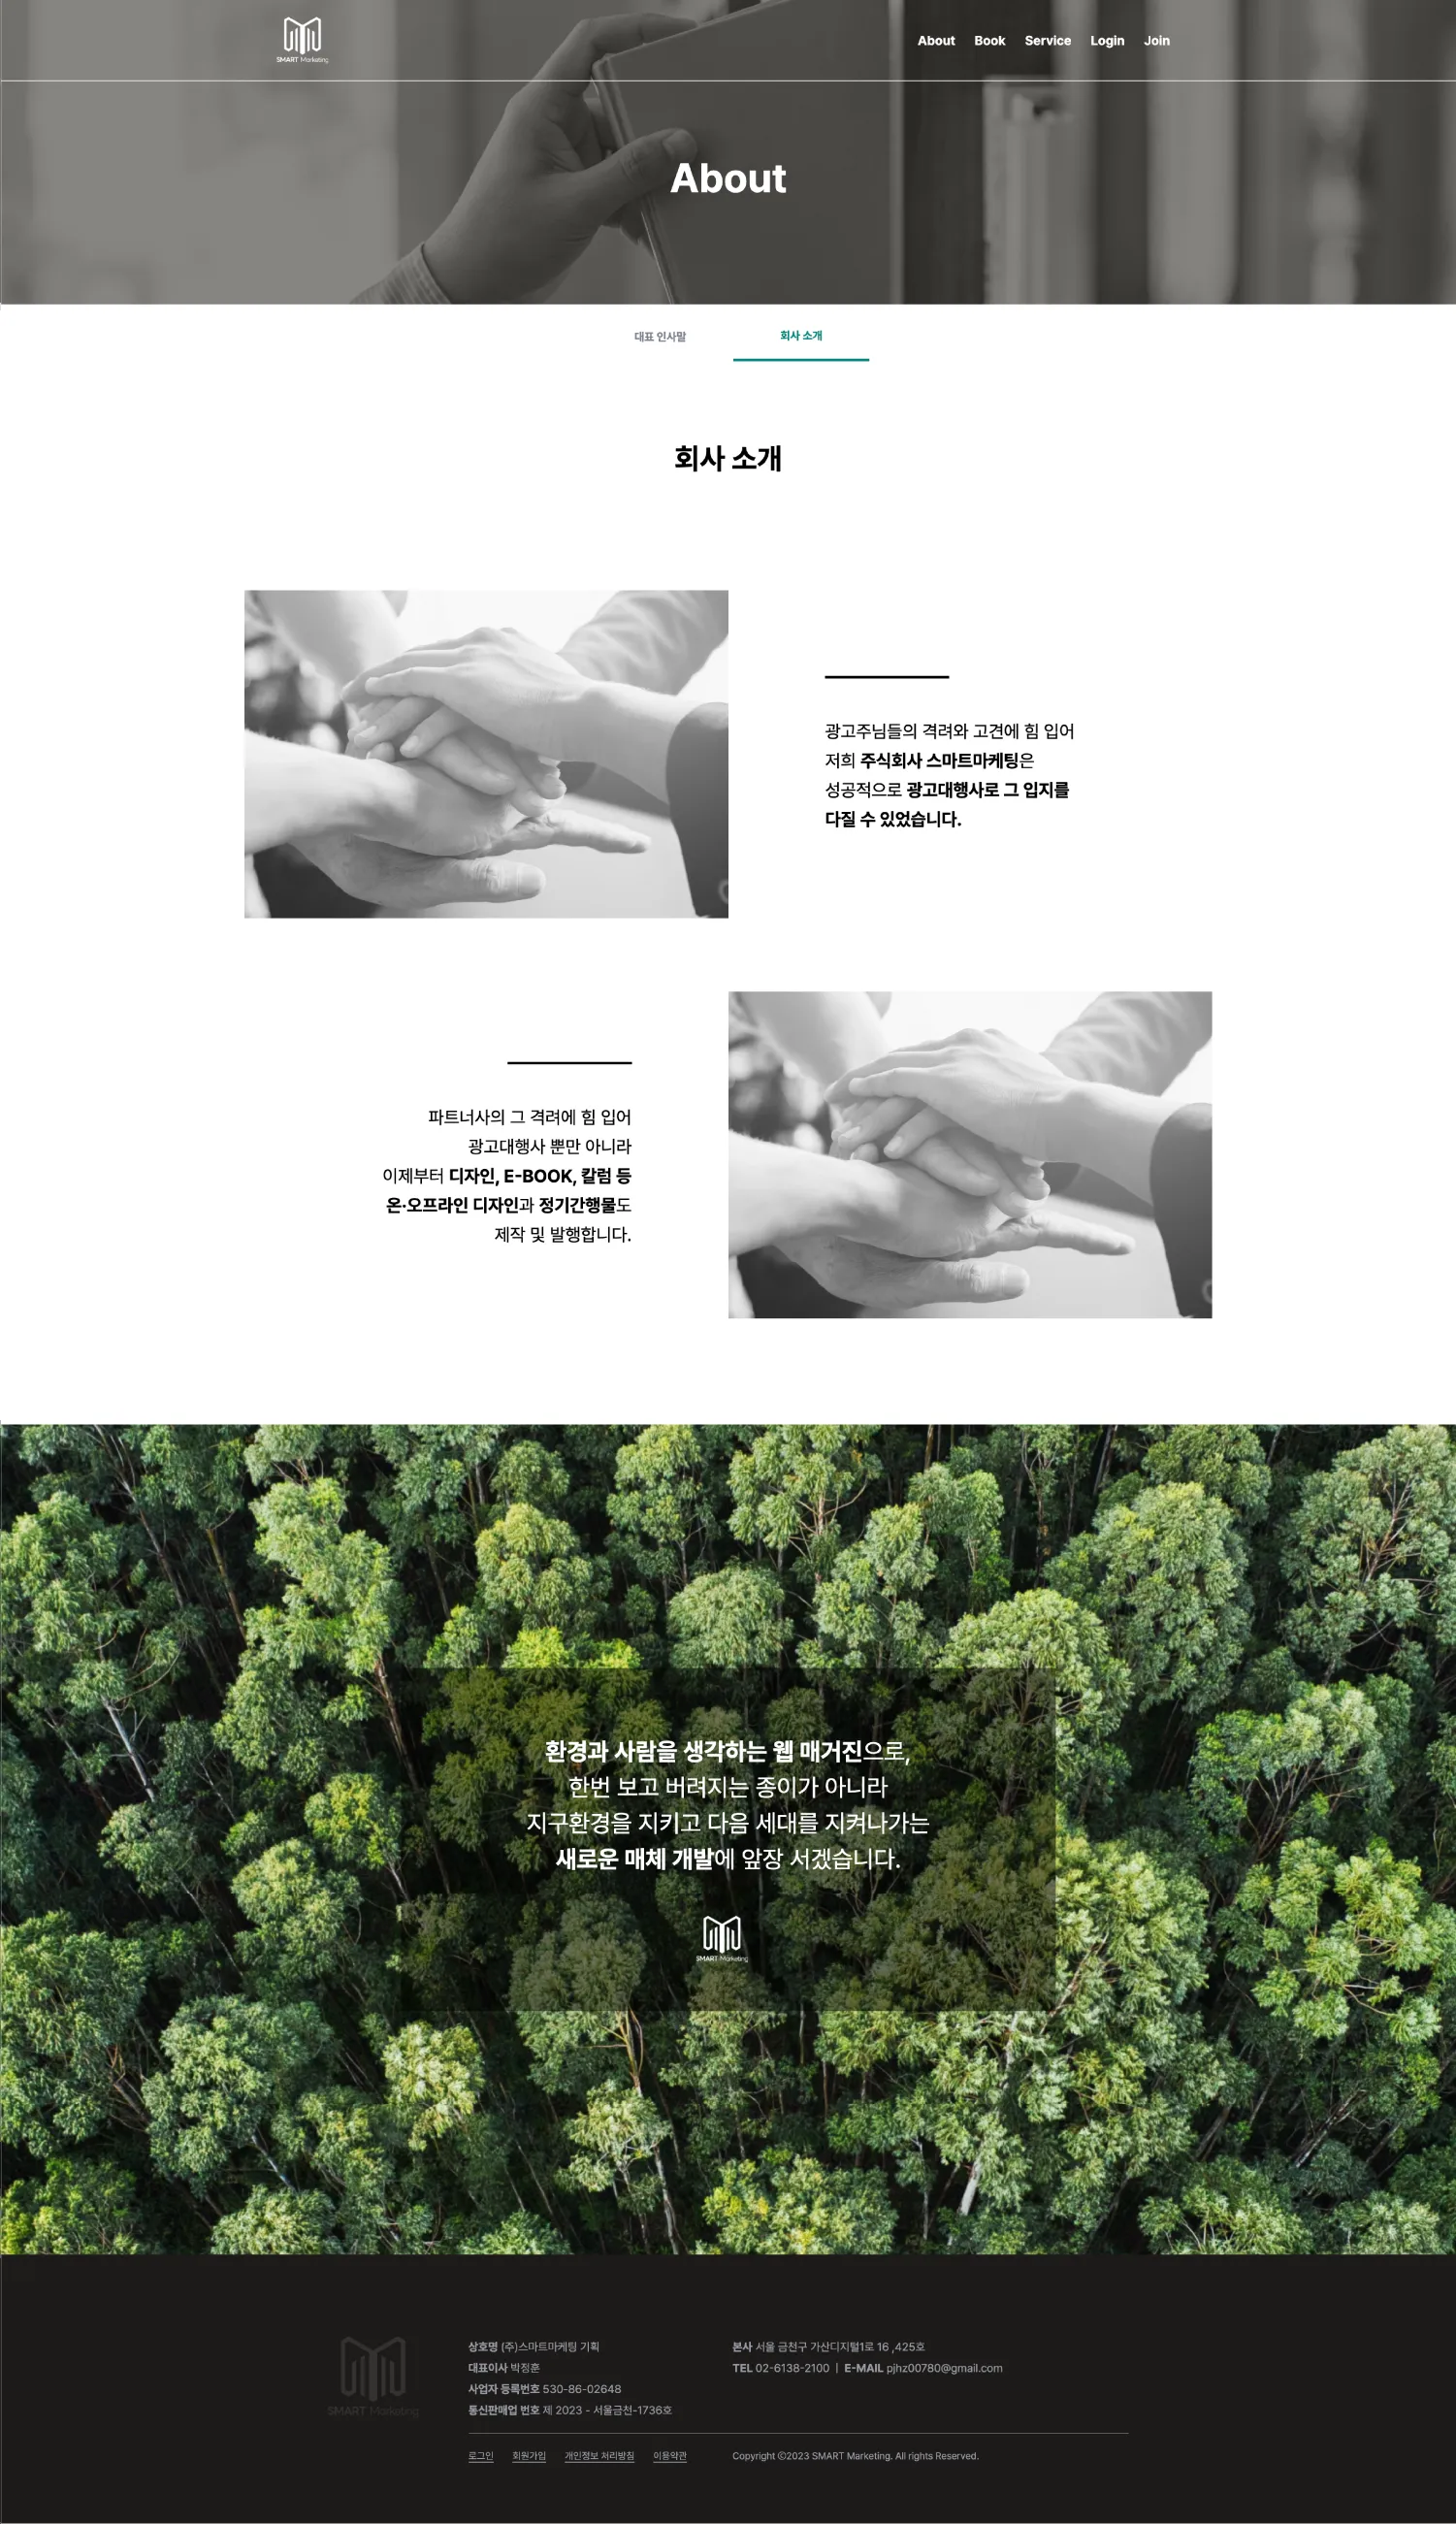 SMART Marketing
About Book Service Login Join
About
대표 인사말 회사 소개
회사 소개
광고주님들의 격려와 고견에 힘 입어
저희 주식회사 스마트마케팅은
성공적으로 광고대행사로 그 입지를
다질 수 있었습니다.
파트너사의 그 격려에 힘 입어
광고대행사 뿐만 아니라
이제부터 디자인, E-BOOK, 칼럼 등
온·오프라인 디자인과 정기간행물도
제작 및 발행합니다.
환경과 사람을 생각하는 웹 매거진으로,
한번 보고 버려지는 종이가 아니라
지구환경을 지키고 다음 세대를 지켜나가는
새로운 매체 개발에 앞장 서겠습니다.
SMART Marketing
SMART Marketing
상호명 (주)스마트마케팅 기획
대표이사 박정훈
사업자 등록번호 530-86-02648
통신판매업 번호 제 2023 - 서울금천-1736호
본사 서울 금천구 가산디지털1로 16 ,425호
TEL 02-6138-2100 | E-MAIL pjhz00780@gmail.com
로그인 회원가입 개인정보 처리방침 이용약관
Copyright ©2023 SMART Marketing. All rights Reserved.